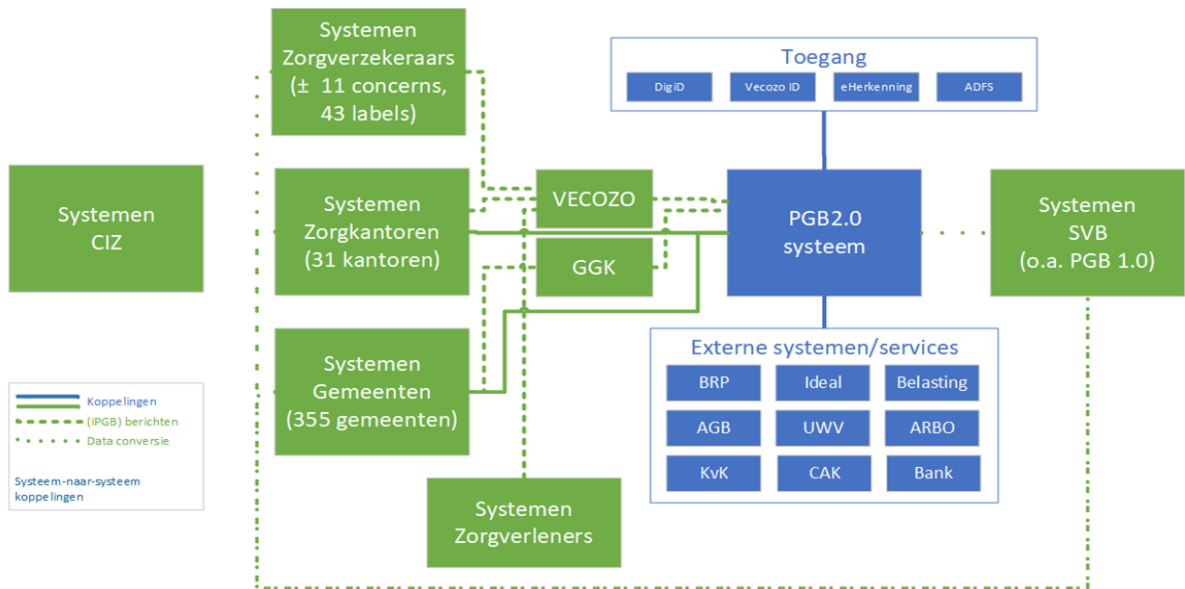 Systemen
Zorgverzekeraars
(± 11 concerns,
43 labels)
Toegang
DigiD
Vecozo ID
eHerkenning
ADFS
Systemen
CIZ
Systemen
Zorgkantoren
(31 kantoren)
VECOZO
GGK
PGB2.0
systeem
Systemen
SVB
(o.a. PGB 1.0)
Systemen
Gemeenten
(355 gemeenten)
Externe systemen/services
BRP
Ideal
Belasting
AGB
UWV
ARBO
KvK
CAK
Bank
Koppelingen
(iPGB) berichten
Data conversie
Systeem-naar-systeem
koppelingen
Systemen
Zorgverleners